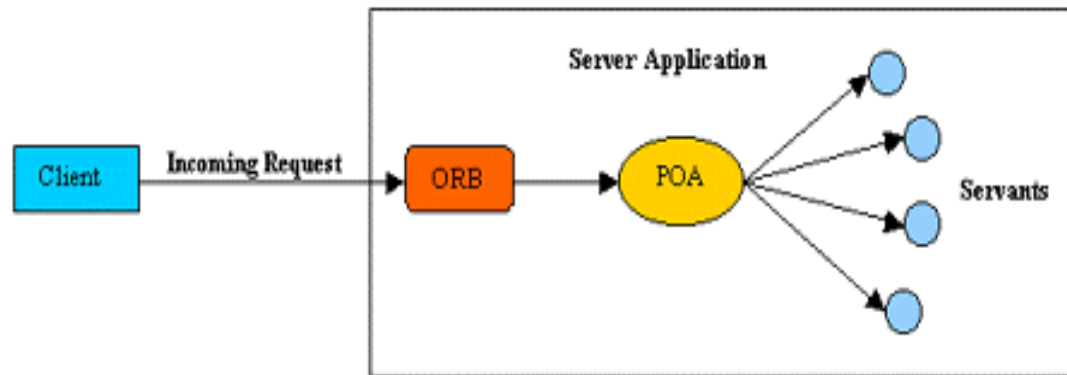 Server Application
Client
Incoming Request
ORB
POA
Servants